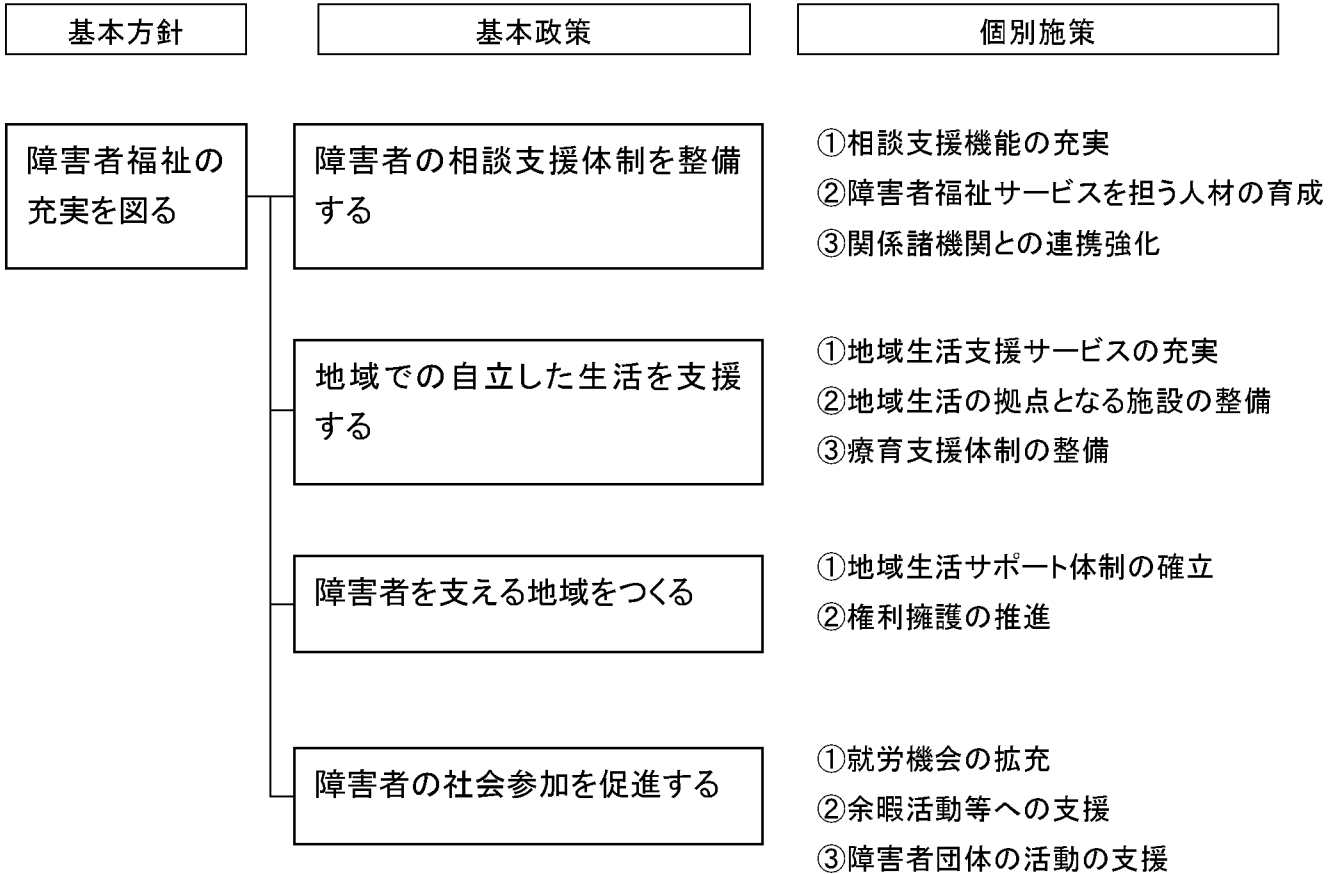 基本方針
基本政策
個別施策
障害者福祉の
充実を図る
障害者の相談支援体制を整備
する
①相談支援機能の充実
②障害者福祉サービスを担う人材の育成
③関係諸機関との連携強化
地域での自立した生活を支援
する
①地域生活支援サービスの充実
②地域生活の拠点となる施設の整備
③療育支援体制の整備
障害者を支える地域をつくる
①地域生活サポート体制の確立
②権利擁護の推進
障害者の社会参加を促進する
①就労機会の拡充
②余暇活動等への支援
③障害者団体の活動の支援